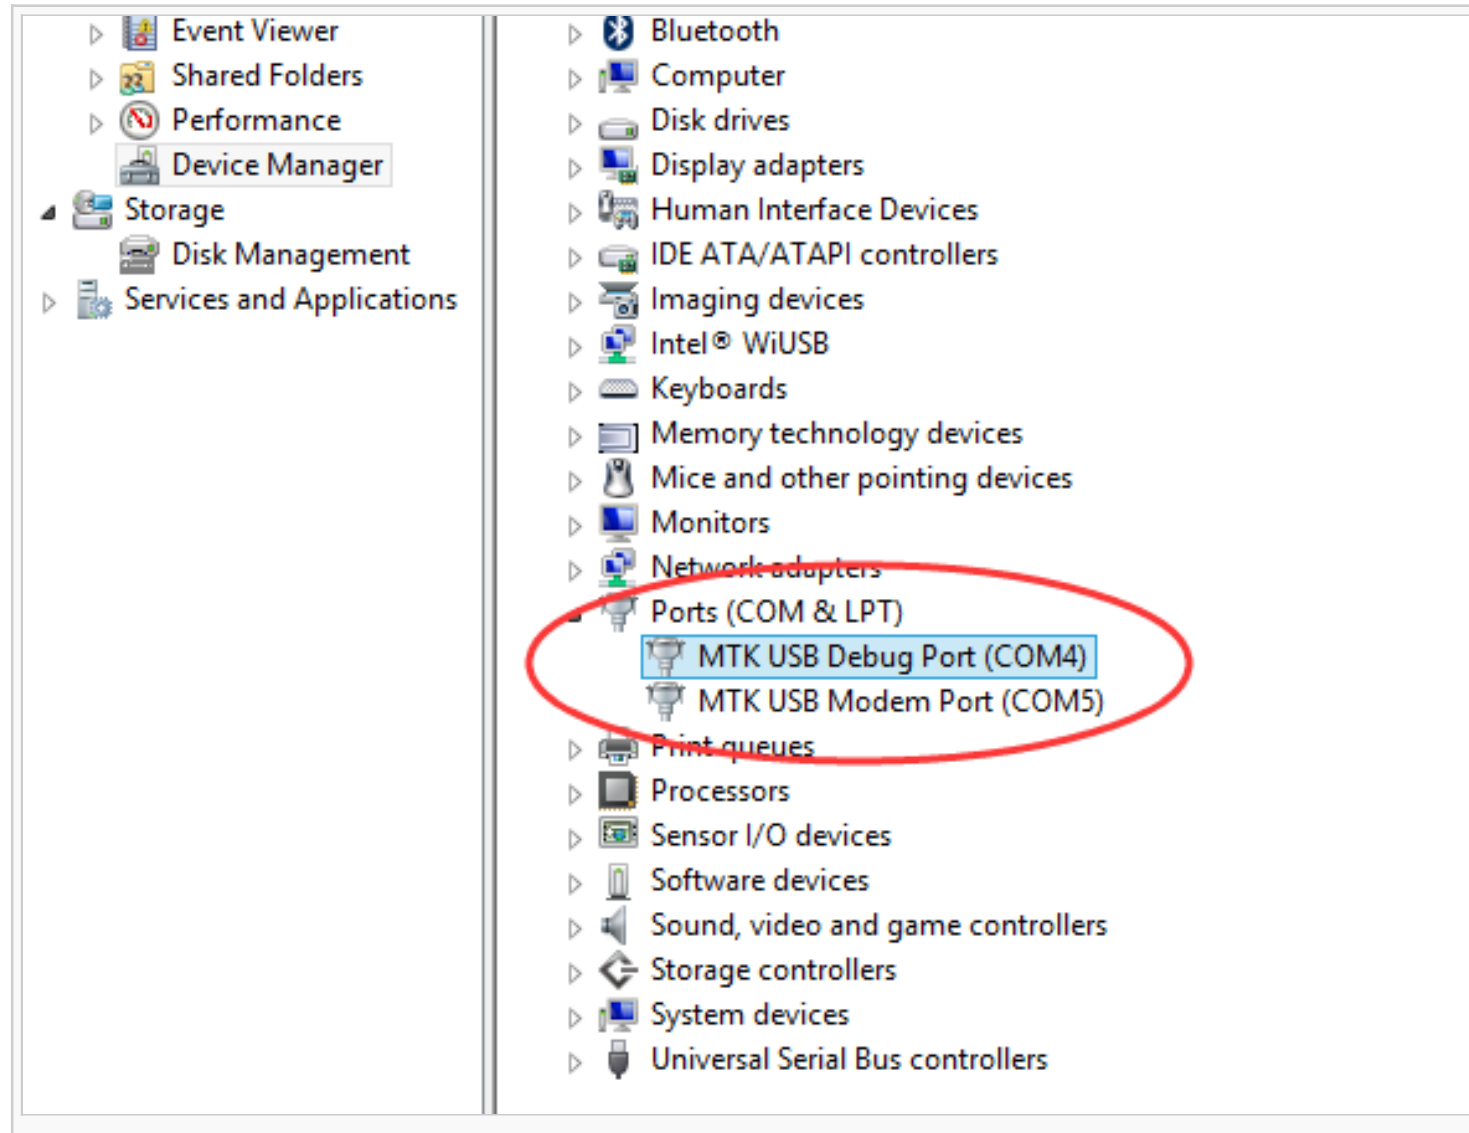 Event Viewer
Shared Folders
Performance
Device Manager
Storage
Disk Management
Services and Applications
Bluetooth
Computer
Disk drives
Display adapters
Human Interface Devices
IDE ATA/ATAPI controllers
Imaging devices
Intel® WiUSB
Keyboards
Memory technology devices
Mice and other pointing devices
Monitors
Network adapters
Ports (COM & LPT)
MTK USB Debug Port (COM4)
MTK USB Modem Port (COM5)
Print queues
Processors
Sensor I/O devices
Software devices
Sound, video and game controllers
Storage controllers
System devices
Universal Serial Bus controllers